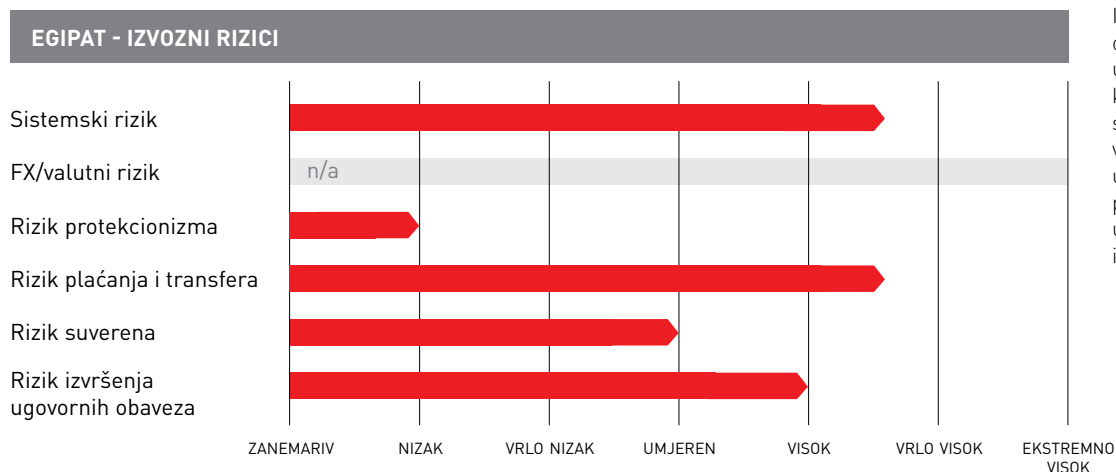 EGIPAT - IZVOZNI RIZICI
Sistemski rizik
FX/valutni rizik
n/a
Rizik protekcionizma
Rizik plaćanja i transfera
Rizik suverena
Rizik izvršenja
ugovornih obaveza
ZANEMARIV
NIZAK
VRLO NIZAK
UMJEREN
VISOK
VRLO VISOK
EKSTREMNO
VISOK